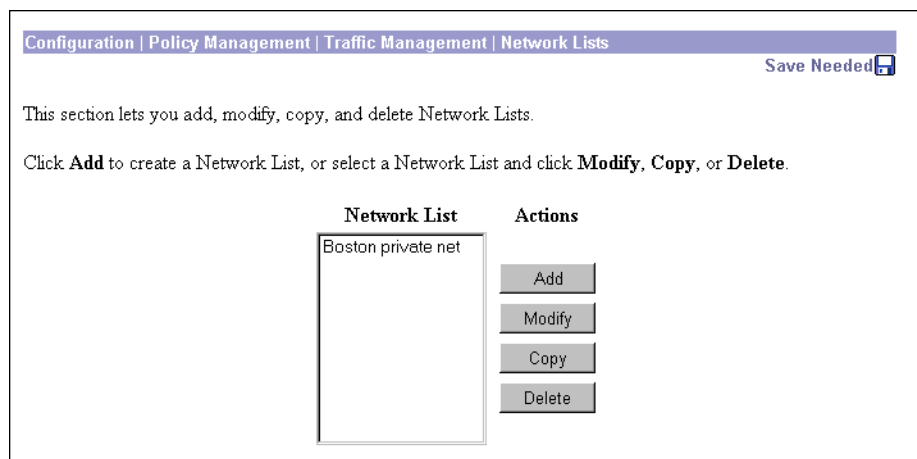 Configuration | Policy Management | Traffic Management | Network Lists
Save Needed
This section lets you add, modify, copy, and delete Network Lists.
Click Add to create a Network List, or select a Network List and click Modify, Copy, or Delete.
Network List Actions
Boston private net
Add
Modify
Copy
Delete